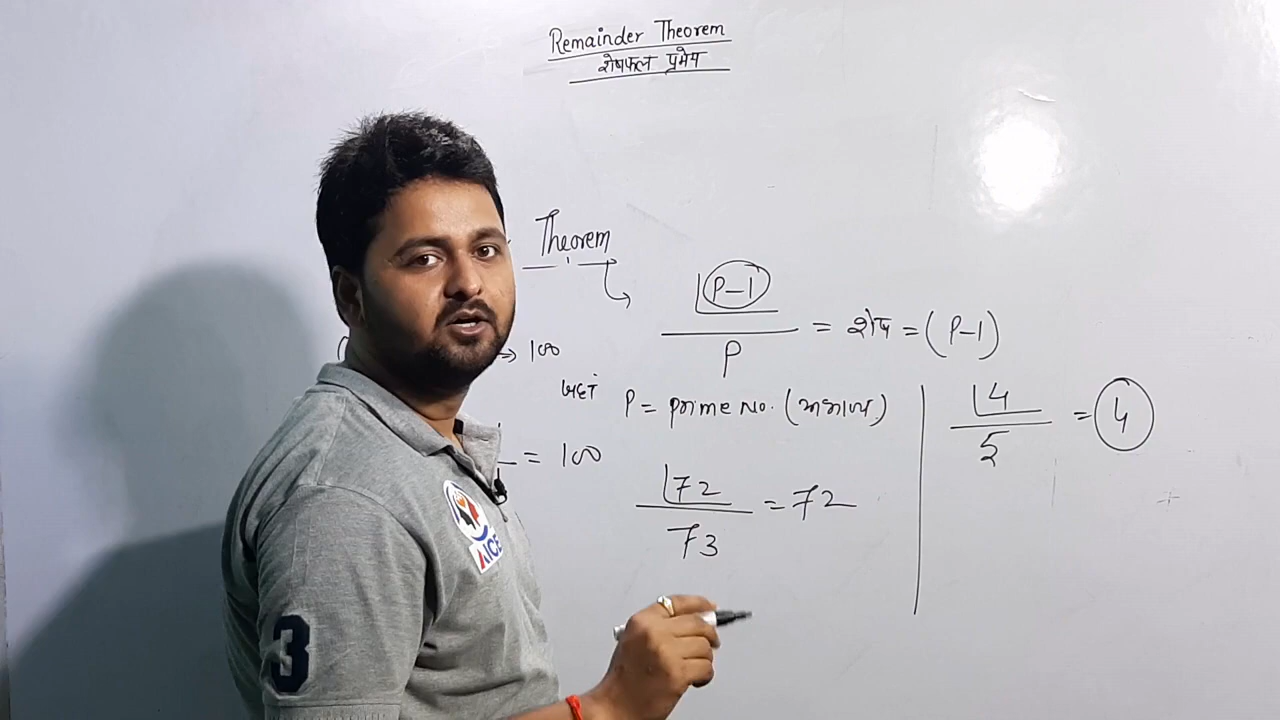 Remainder Theorem
शेषफल प्रमेय
Theorem
→ 100
= 100
|P-1 / P = शेष = (P-1)
जहां P = prime No. (अभाज्य)
|72 / 73 = 72
|4 / 5 = 4
AICE
3